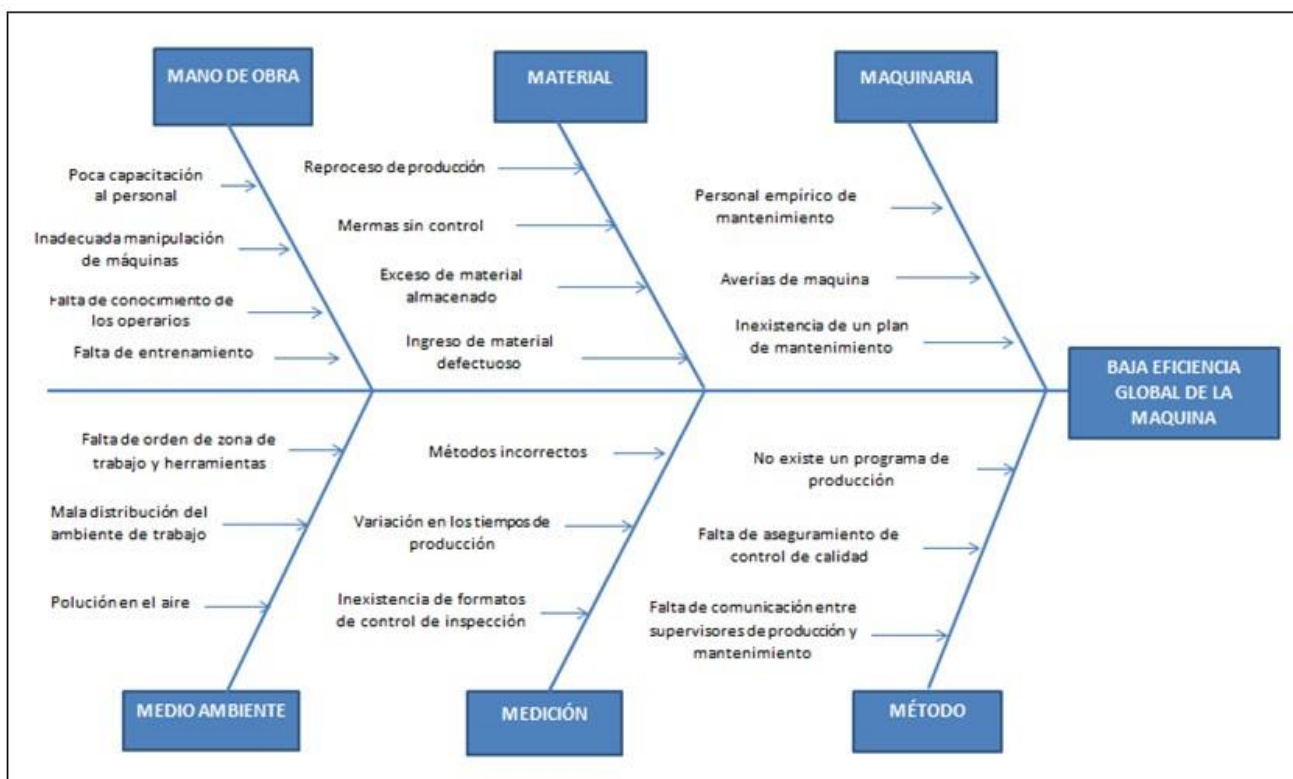 MANO DE OBRA
MATERIAL
MAQUINARIA
Poca capacitación
al personal
Inadecuada manipulación
de máquinas
Falta de conocimiento de
los operarios
Falta de entrenamiento
Reproceso de producción
Mermas sin control
Exceso de material
almacenado
Ingreso de material
defectuoso
Personal empírico de
mantenimiento
Averías de maquina
Inexistencia de un plan
de mantenimiento
BAJA EFICIENCIA
GLOBAL DE LA
MAQUINA
Falta de orden de zona de
trabajo y herramientas
Mala distribución del
ambiente de trabajo
Polución en el aire
Métodos incorrectos
Variación en los tiempos de
producción
Inexistencia de formatos
de control de inspección
No existe un programa de
producción
Falta de aseguramiento de
control de calidad
Falta de comunicación entre
supervisores de producción y
mantenimiento
MEDIO AMBIENTE
MEDICIÓN
MÉTODO